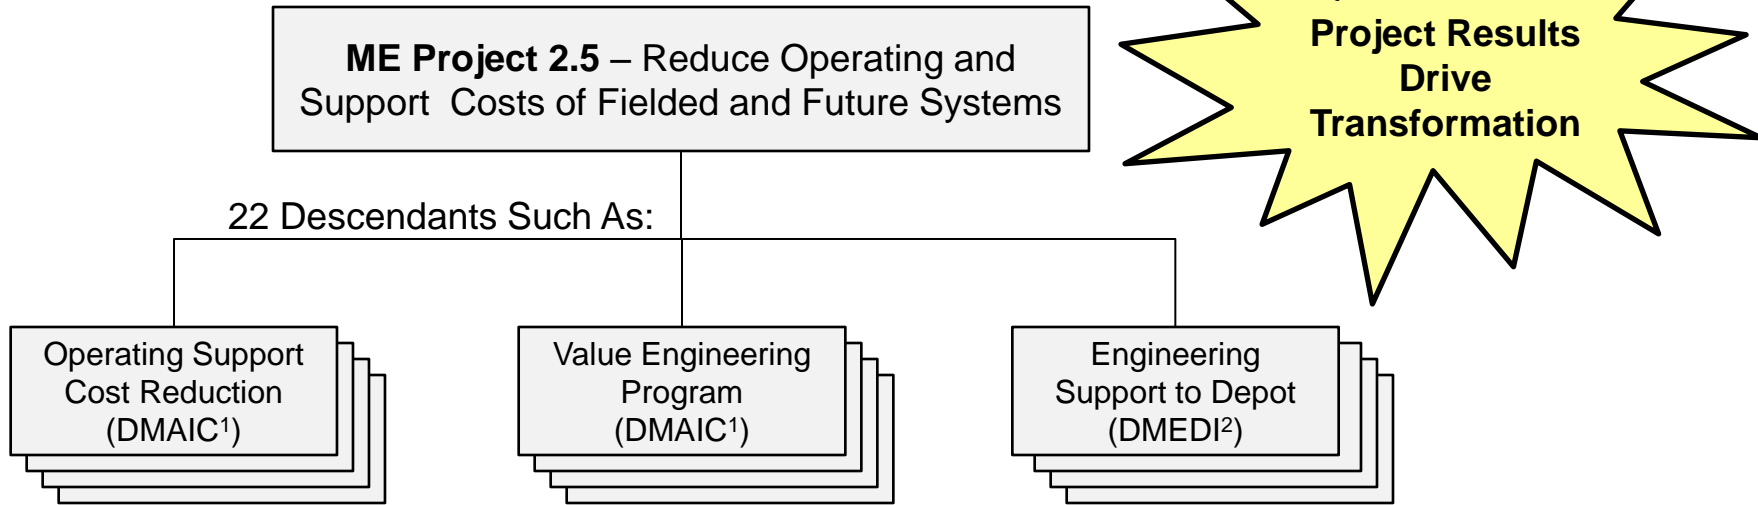 ME Project 2.5 – Reduce Operating and
Support Costs of Fielded and Future Systems
Project Results
Drive
Transformation
22 Descendants Such As:
Operating Support
Cost Reduction
(DMAIC¹)
Value Engineering
Program
(DMAIC¹)
Engineering
Support to Depot
(DMEDI²)